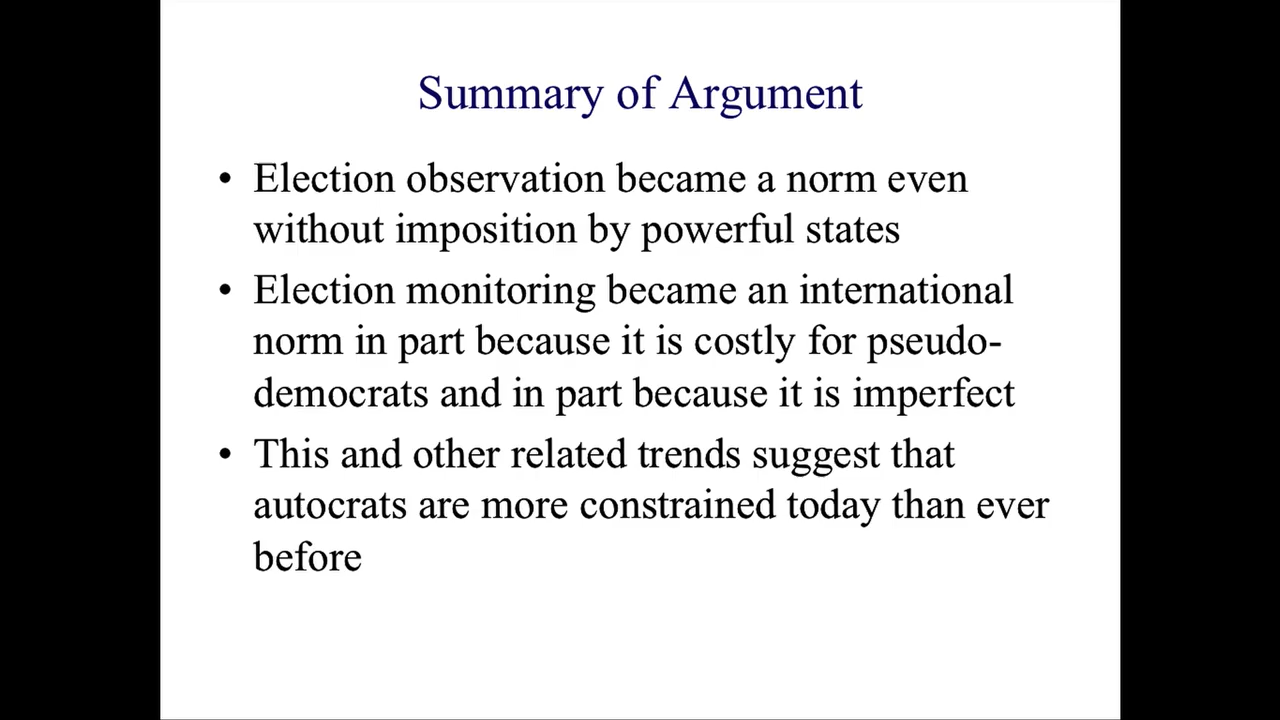 Summary of Argument
• Election observation became a norm even
without imposition by powerful states
• Election monitoring became an international
norm in part because it is costly for pseudo-
democrats and in part because it is imperfect
• This and other related trends suggest that
autocrats are more constrained today than ever
before